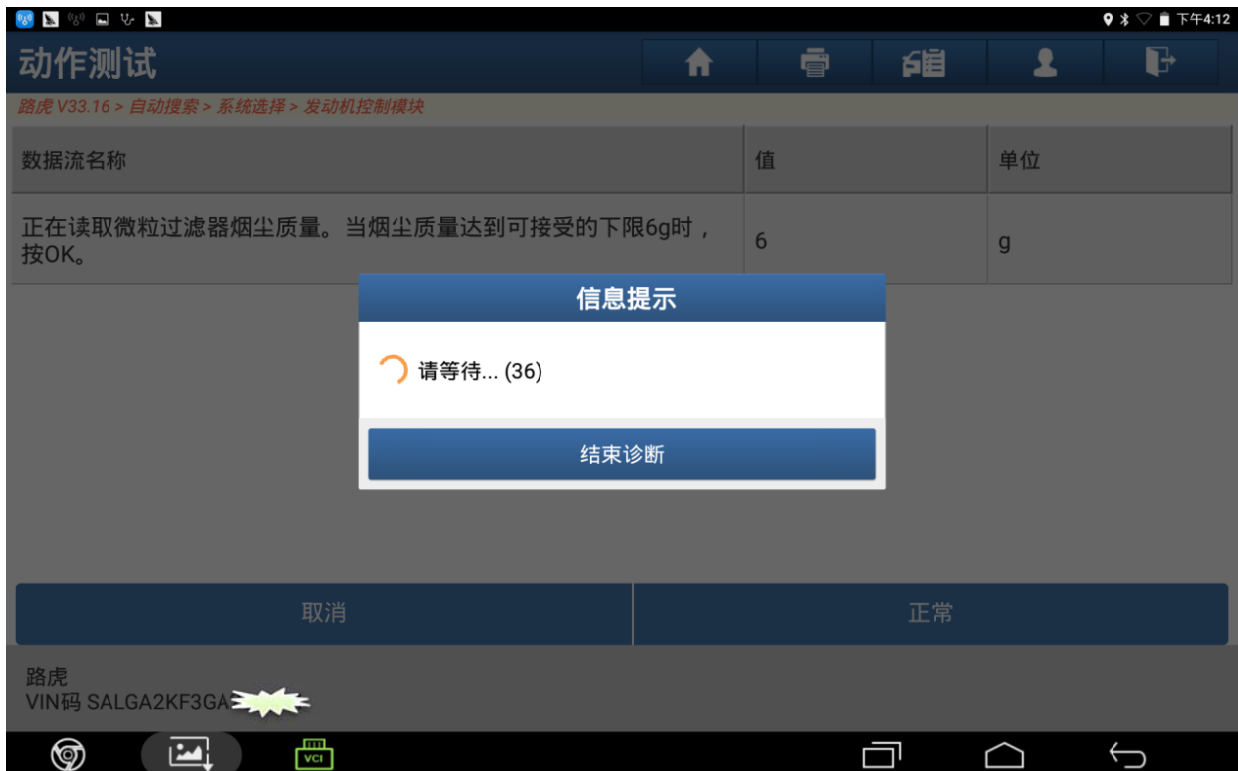 下午4:12
动作测试
路虎 V33.16 > 自动搜索 > 系统选择 > 发动机控制模块
数据流名称 值 单位
正在读取微粒过滤器烟尘质量。当烟尘质量达到可接受的下限6g时，
按OK。
6 g
信息提示
请等待... (36)
结束诊断
取消 正常
路虎
VIN码 SALGA2KF3GA
VCI